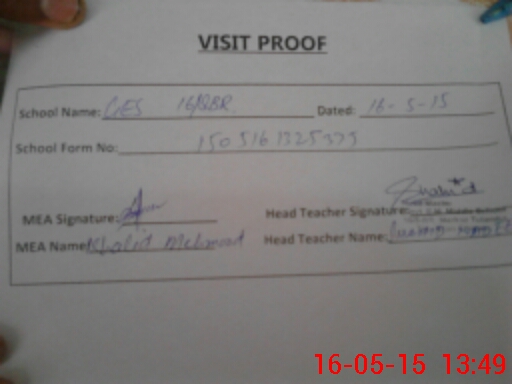 VISIT PROOF
School Name: GES 16/8BR Dated: 16-5-15
School Form No: 150516132537
MEA Signature: Head Teacher Signature:
MEA Name: Khalid Mehmood Head Teacher Name:
16-05-15 13:49